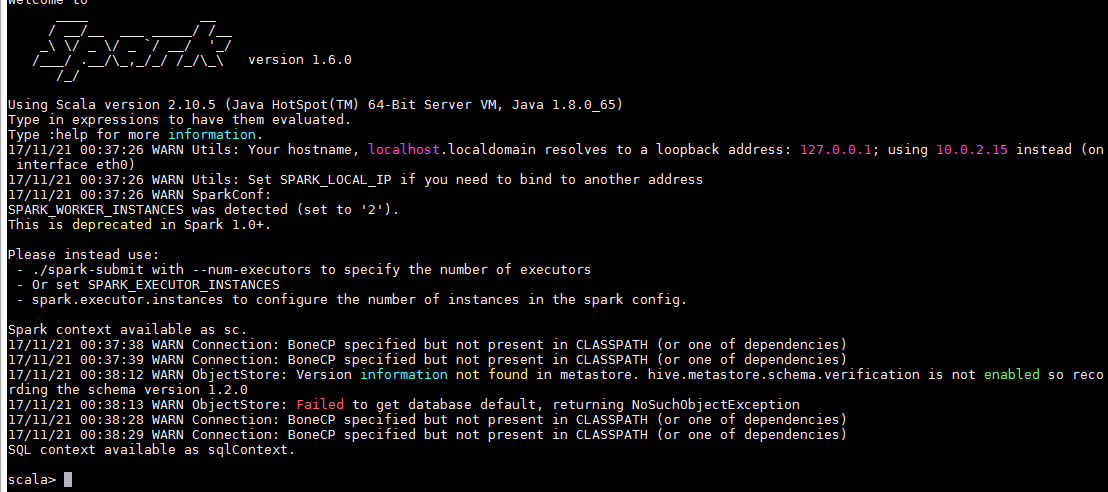 Welcome to
      ____              __
     / __/__  ___ _____/ /__
    _\ \/ _ \/ _ `/ __/  '_/
   /___/ .__/\_,_/_/ /_/\_\   version 1.6.0
      /_/
Using Scala version 2.10.5 (Java HotSpot(TM) 64-Bit Server VM, Java 1.8.0_65)
Type in expressions to have them evaluated.
Type :help for more information.
17/11/21 00:37:26 WARN Utils: Your hostname, localhost.localdomain resolves to a loopback address: 127.0.0.1; using 10.0.2.15 instead (on
 interface eth0)
17/11/21 00:37:26 WARN Utils: Set SPARK_LOCAL_IP if you need to bind to another address
17/11/21 00:37:26 WARN SparkConf:
SPARK_WORKER_INSTANCES was detected (set to '2').
This is deprecated in Spark 1.0+.
Please instead use:
 - ./spark-submit with --num-executors to specify the number of executors
 - Or set SPARK_EXECUTOR_INSTANCES
 - spark.executor.instances to configure the number of instances in the spark config.
Spark context available as sc.
17/11/21 00:37:38 WARN Connection: BoneCP specified but not present in CLASSPATH (or one of dependencies)
17/11/21 00:37:39 WARN Connection: BoneCP specified but not present in CLASSPATH (or one of dependencies)
17/11/21 00:38:12 WARN ObjectStore: Version information not found in metastore. hive.metastore.schema.verification is not enabled so reco
rding the schema version 1.2.0
17/11/21 00:38:13 WARN ObjectStore: Failed to get database default, returning NoSuchObjectException
17/11/21 00:38:28 WARN Connection: BoneCP specified but not present in CLASSPATH (or one of dependencies)
17/11/21 00:38:29 WARN Connection: BoneCP specified but not present in CLASSPATH (or one of dependencies)
SQL context available as sqlContext.
scala>